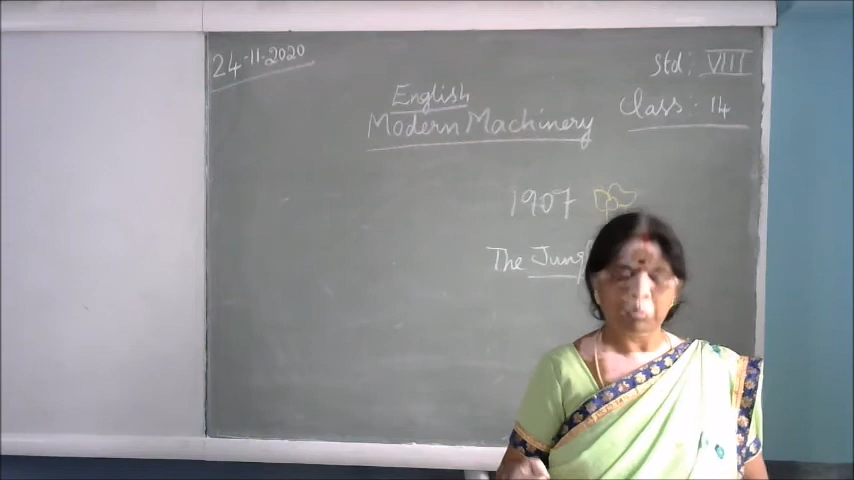 24-11-2020
Std: VIII
English
Class: 14
Modern Machinery
1907
The Jung